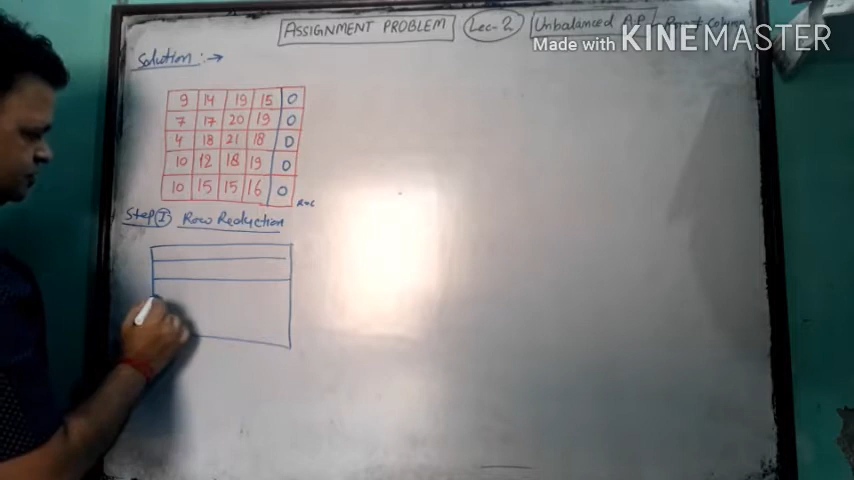 ASSIGNMENT PROBLEM Lec-2 Unbalanced A.P
Made with KINEMASTER
Solution :→
9 14 19 15 0
7 17 20 19 0
4 18 21 18 0
10 12 18 19 0
10 15 15 16 0
Step I Row Reduction